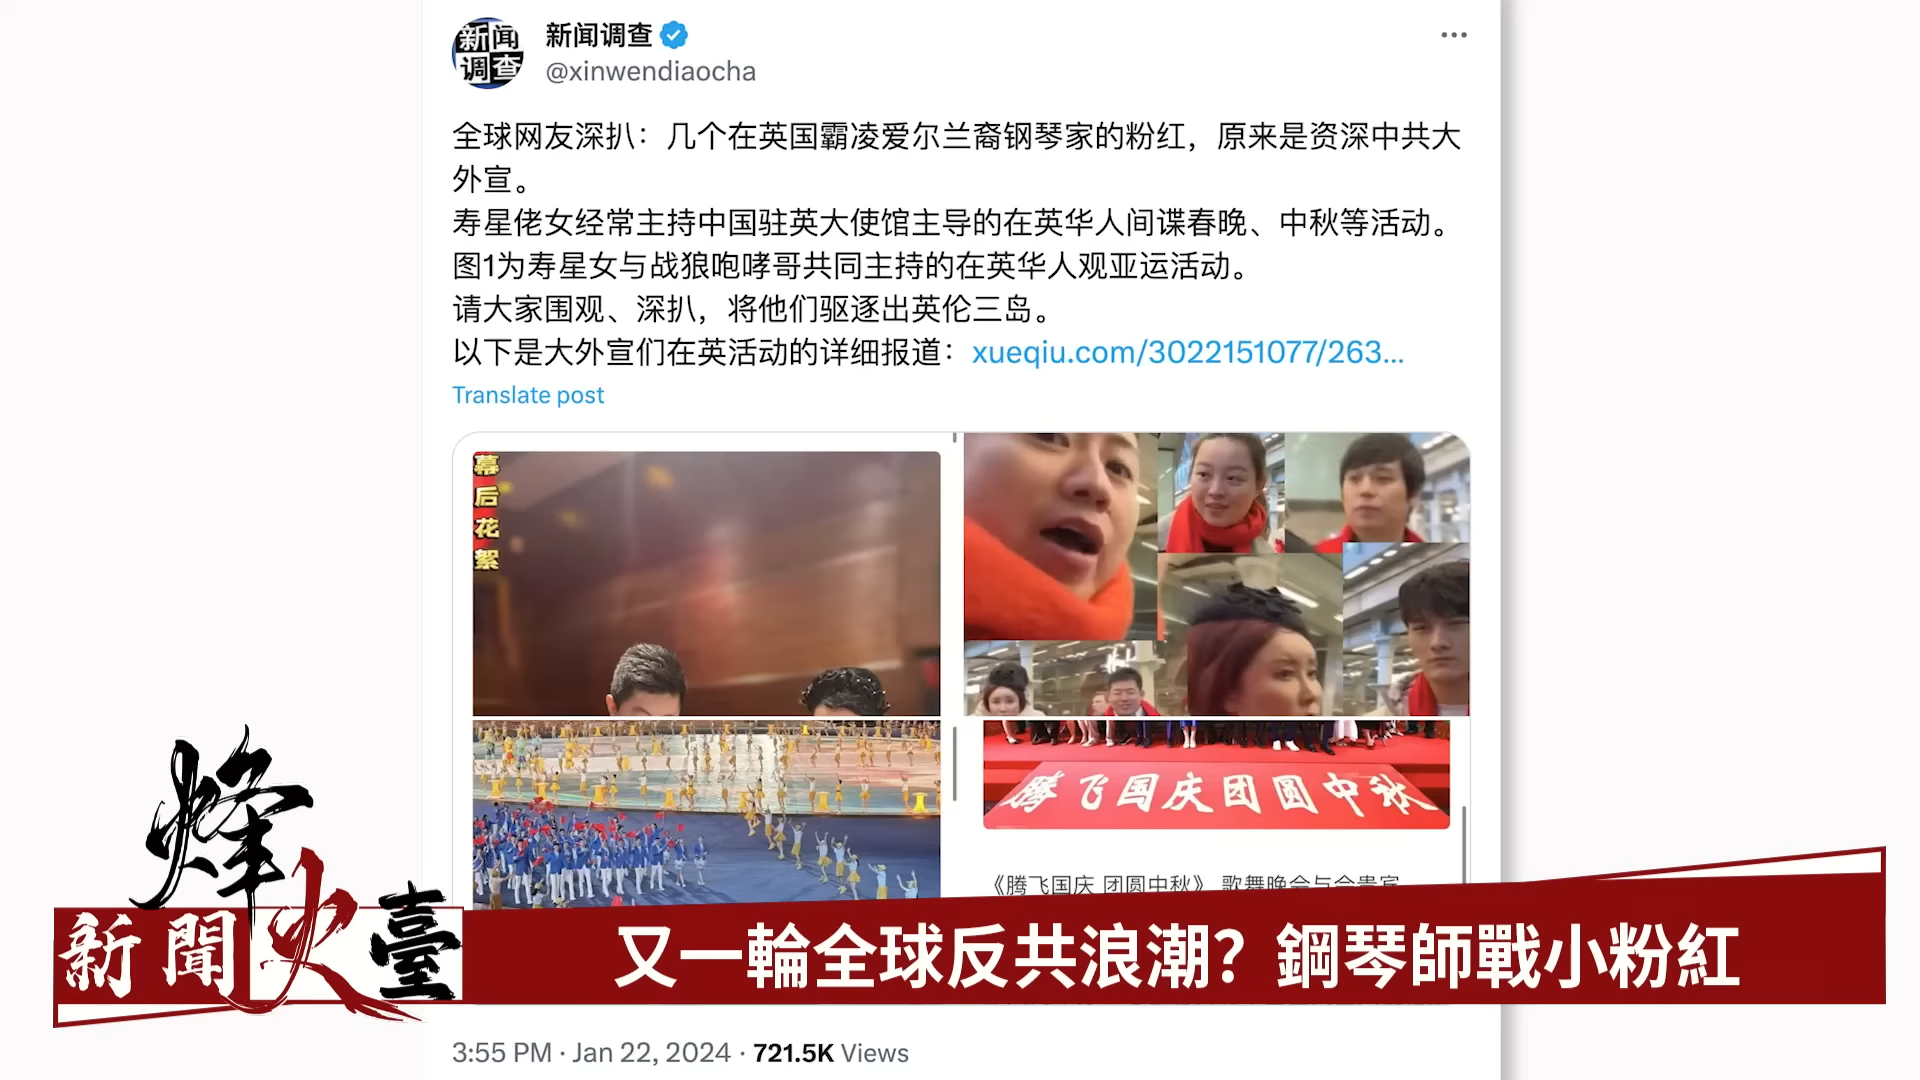 新闻调查
新闻调查
@xinwendiaocha
全球网友深扒：几个在英国霸凌爱尔兰裔钢琴家的粉红，原来是资深中共大
外宣。
寿星佬女经常主持中国驻英大使馆主导的在英华人间谍春晚、中秋等活动。
图1为寿星女与战狼咆哮哥共同主持的在英华人观亚运活动。
请大家围观、深扒，将他们驱逐出英伦三岛。
以下是大外宣们在英活动的详细报道：xueqiu.com/3022151077/263...
Translate post
幕后花絮
腾飞国庆团圆中秋
《腾飞国庆 团圆中秋》 歌舞晚会与会贵宾
新聞烽火臺
又一輪全球反共浪潮？鋼琴師戰小粉紅
3:55 PM · Jan 22, 2024 · 721.5K Views